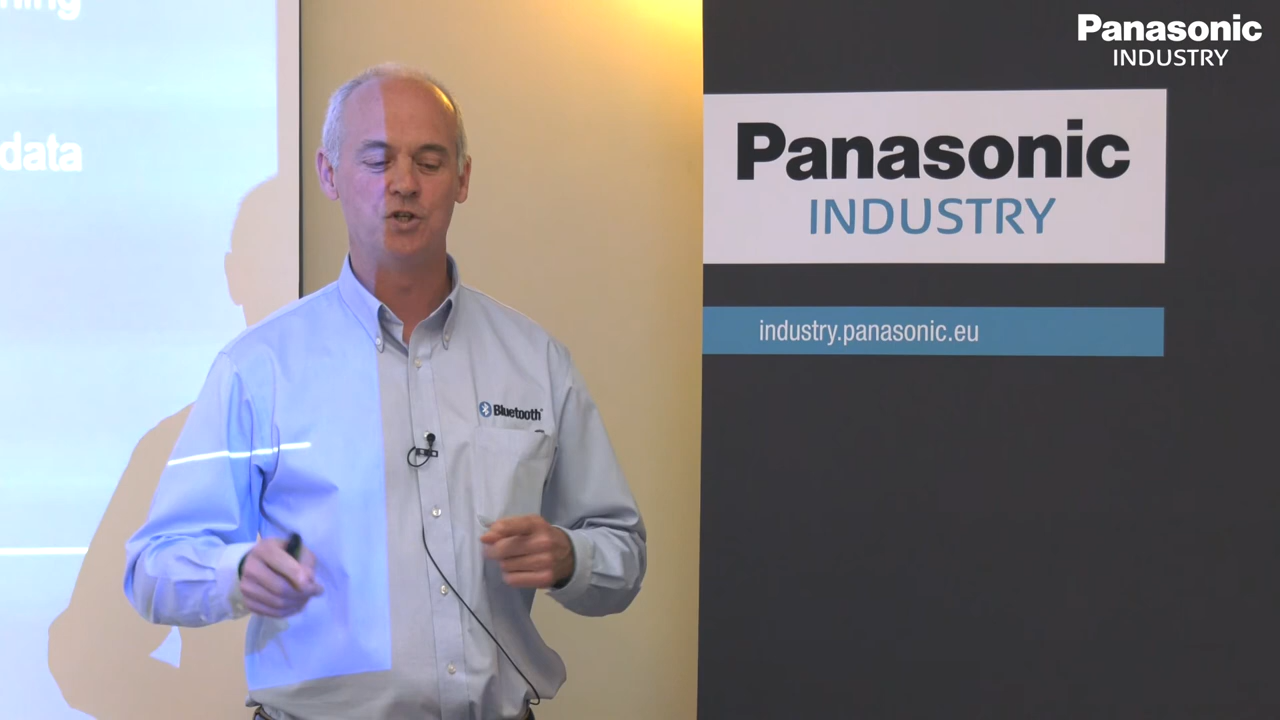 data
Panasonic
INDUSTRY
Panasonic
INDUSTRY
industry.panasonic.eu
Bluetooth